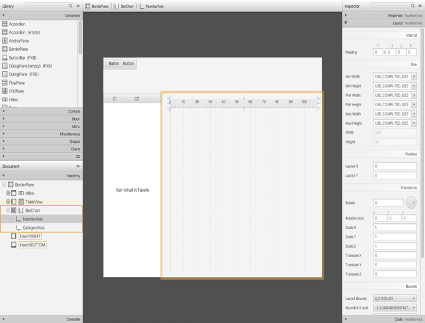 Library
Containers
Accordion
Accordion (empty)
AnchorPane
BorderPane
ButtonBar (FX8)
DialogPane (empty) (FX8)
DialogPane (FX8)
FlowPane
GridPane
HBox
Controls
Menu
Miscellaneous
Shapes
Charts
3D
Document
Hierarchy
BorderPane
HBox
TableView
BarChart
NumberAxis
CategoryAxis
Insert RIGHT
Insert BOTTOM
Controller
BorderPane
BarChart
NumberAxis
Button
Button
Kein Inhalt in Tabelle
10 20 30 40 50 60 70 80 90 100
Inspector
Properties : NumberAxis
Layout : NumberAxis
Internal
Padding 0 0 0 0
Size
Min Width USE_COMPUTED_SIZE
Min Height USE_COMPUTED_SIZE
Pref Width USE_COMPUTED_SIZE
Pref Height USE_COMPUTED_SIZE
Max Width USE_COMPUTED_SIZE
Max Height USE_COMPUTED_SIZE
Width
Height
Position
Layout X 0
Layout Y 0
Transforms
Rotate 0
Rotation Axis 0 0
Scale X 1
Scale Y 1
Scale Z 1
Translate X 0
Translate Y 0
Translate Z 0
Bounds
Layout Bounds
Bounds In Local
Code : NumberAxis